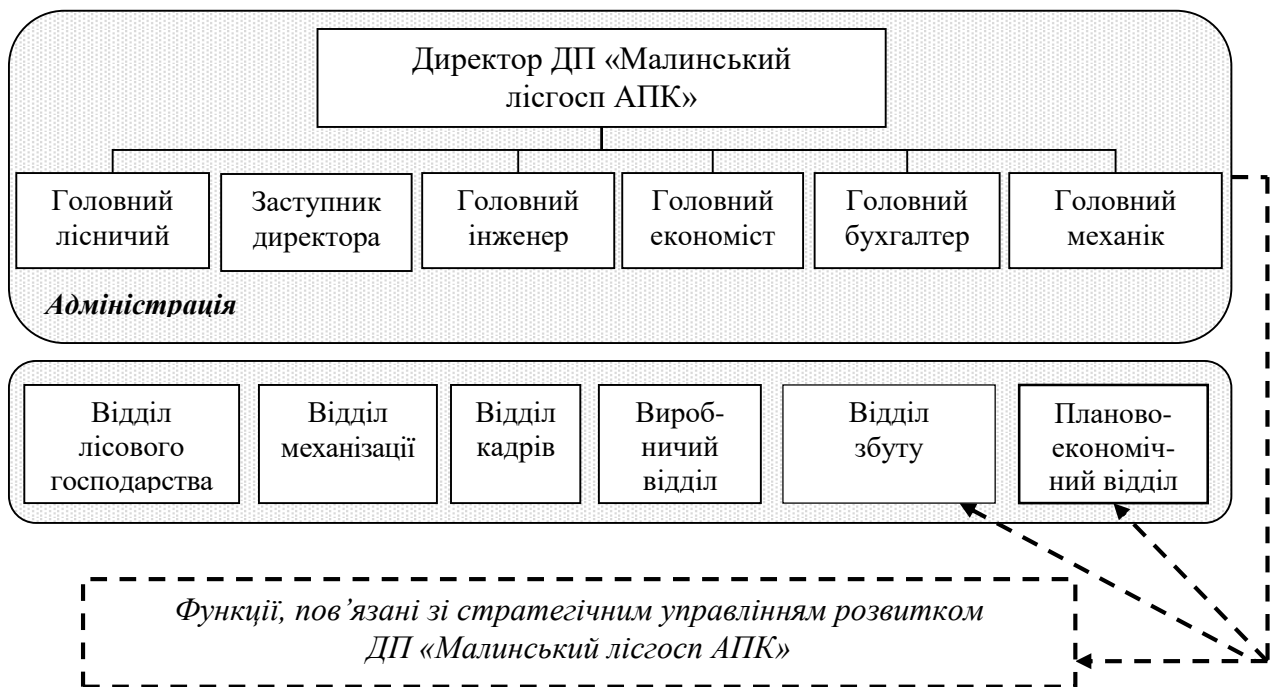 Директор ДП «Малинський
лісгосп АПК»
Головний
лісничий
Заступник
директора
Головний
інженер
Головний
економіст
Головний
бухгалтер
Головний
механік
Адміністрація
Відділ
лісового
господарства
Відділ
механізації
Відділ
кадрів
Вироб-
ничий
відділ
Відділ
збуту
Планово-
економіч-
ний відділ
Функції, пов’язані зі стратегічним управлінням розвитком
ДП «Малинський лісгосп АПК»